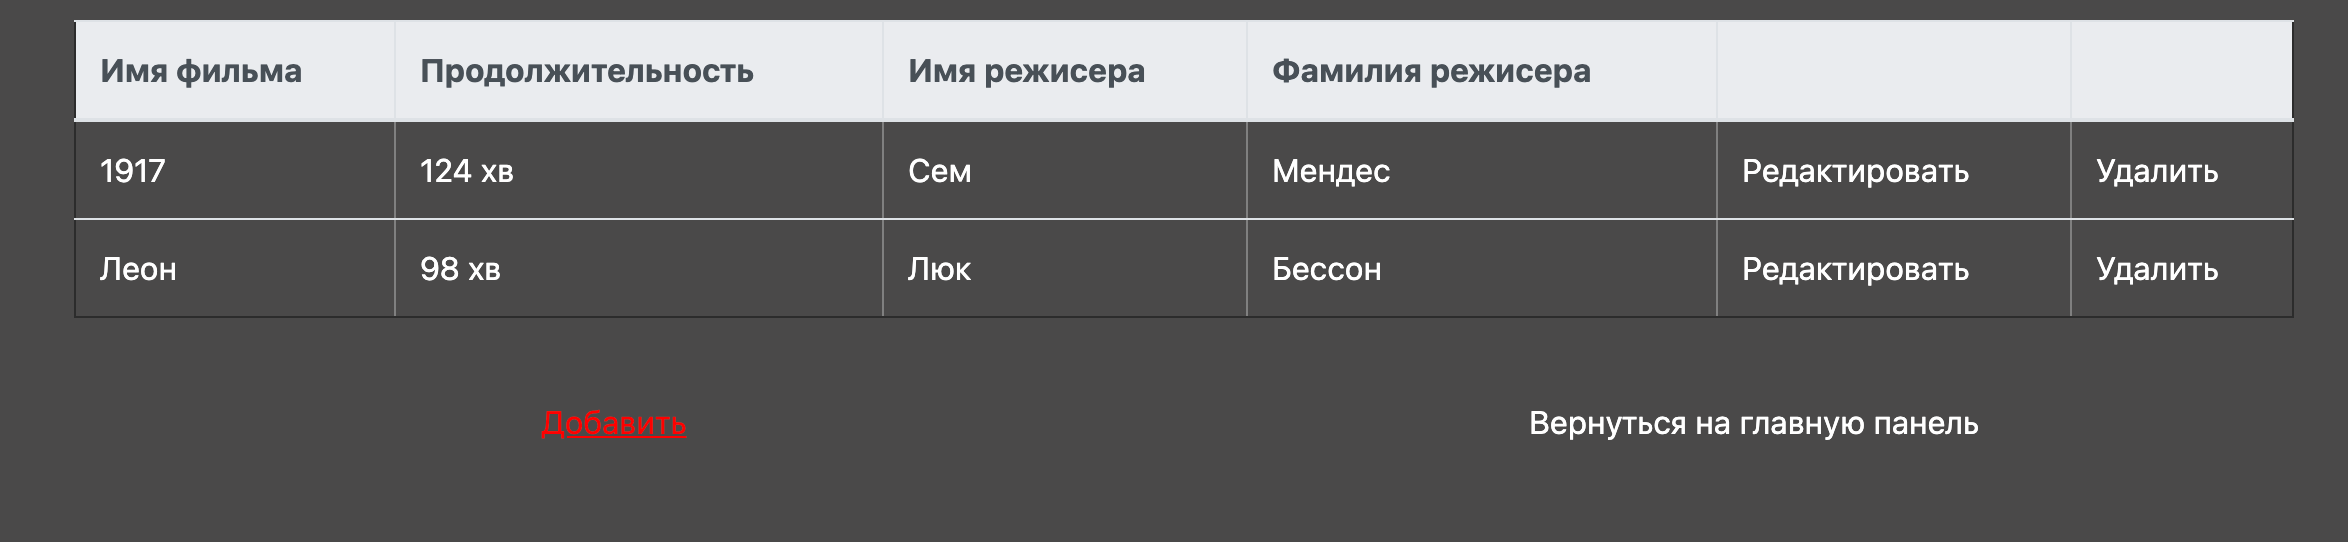 Имя фильма Продолжительность Имя режисера Фамилия режисера
1917 124 хв Сем Мендес Редактировать Удалить
Леон 98 хв Люк Бессон Редактировать Удалить
Добавить Вернуться на главную панель